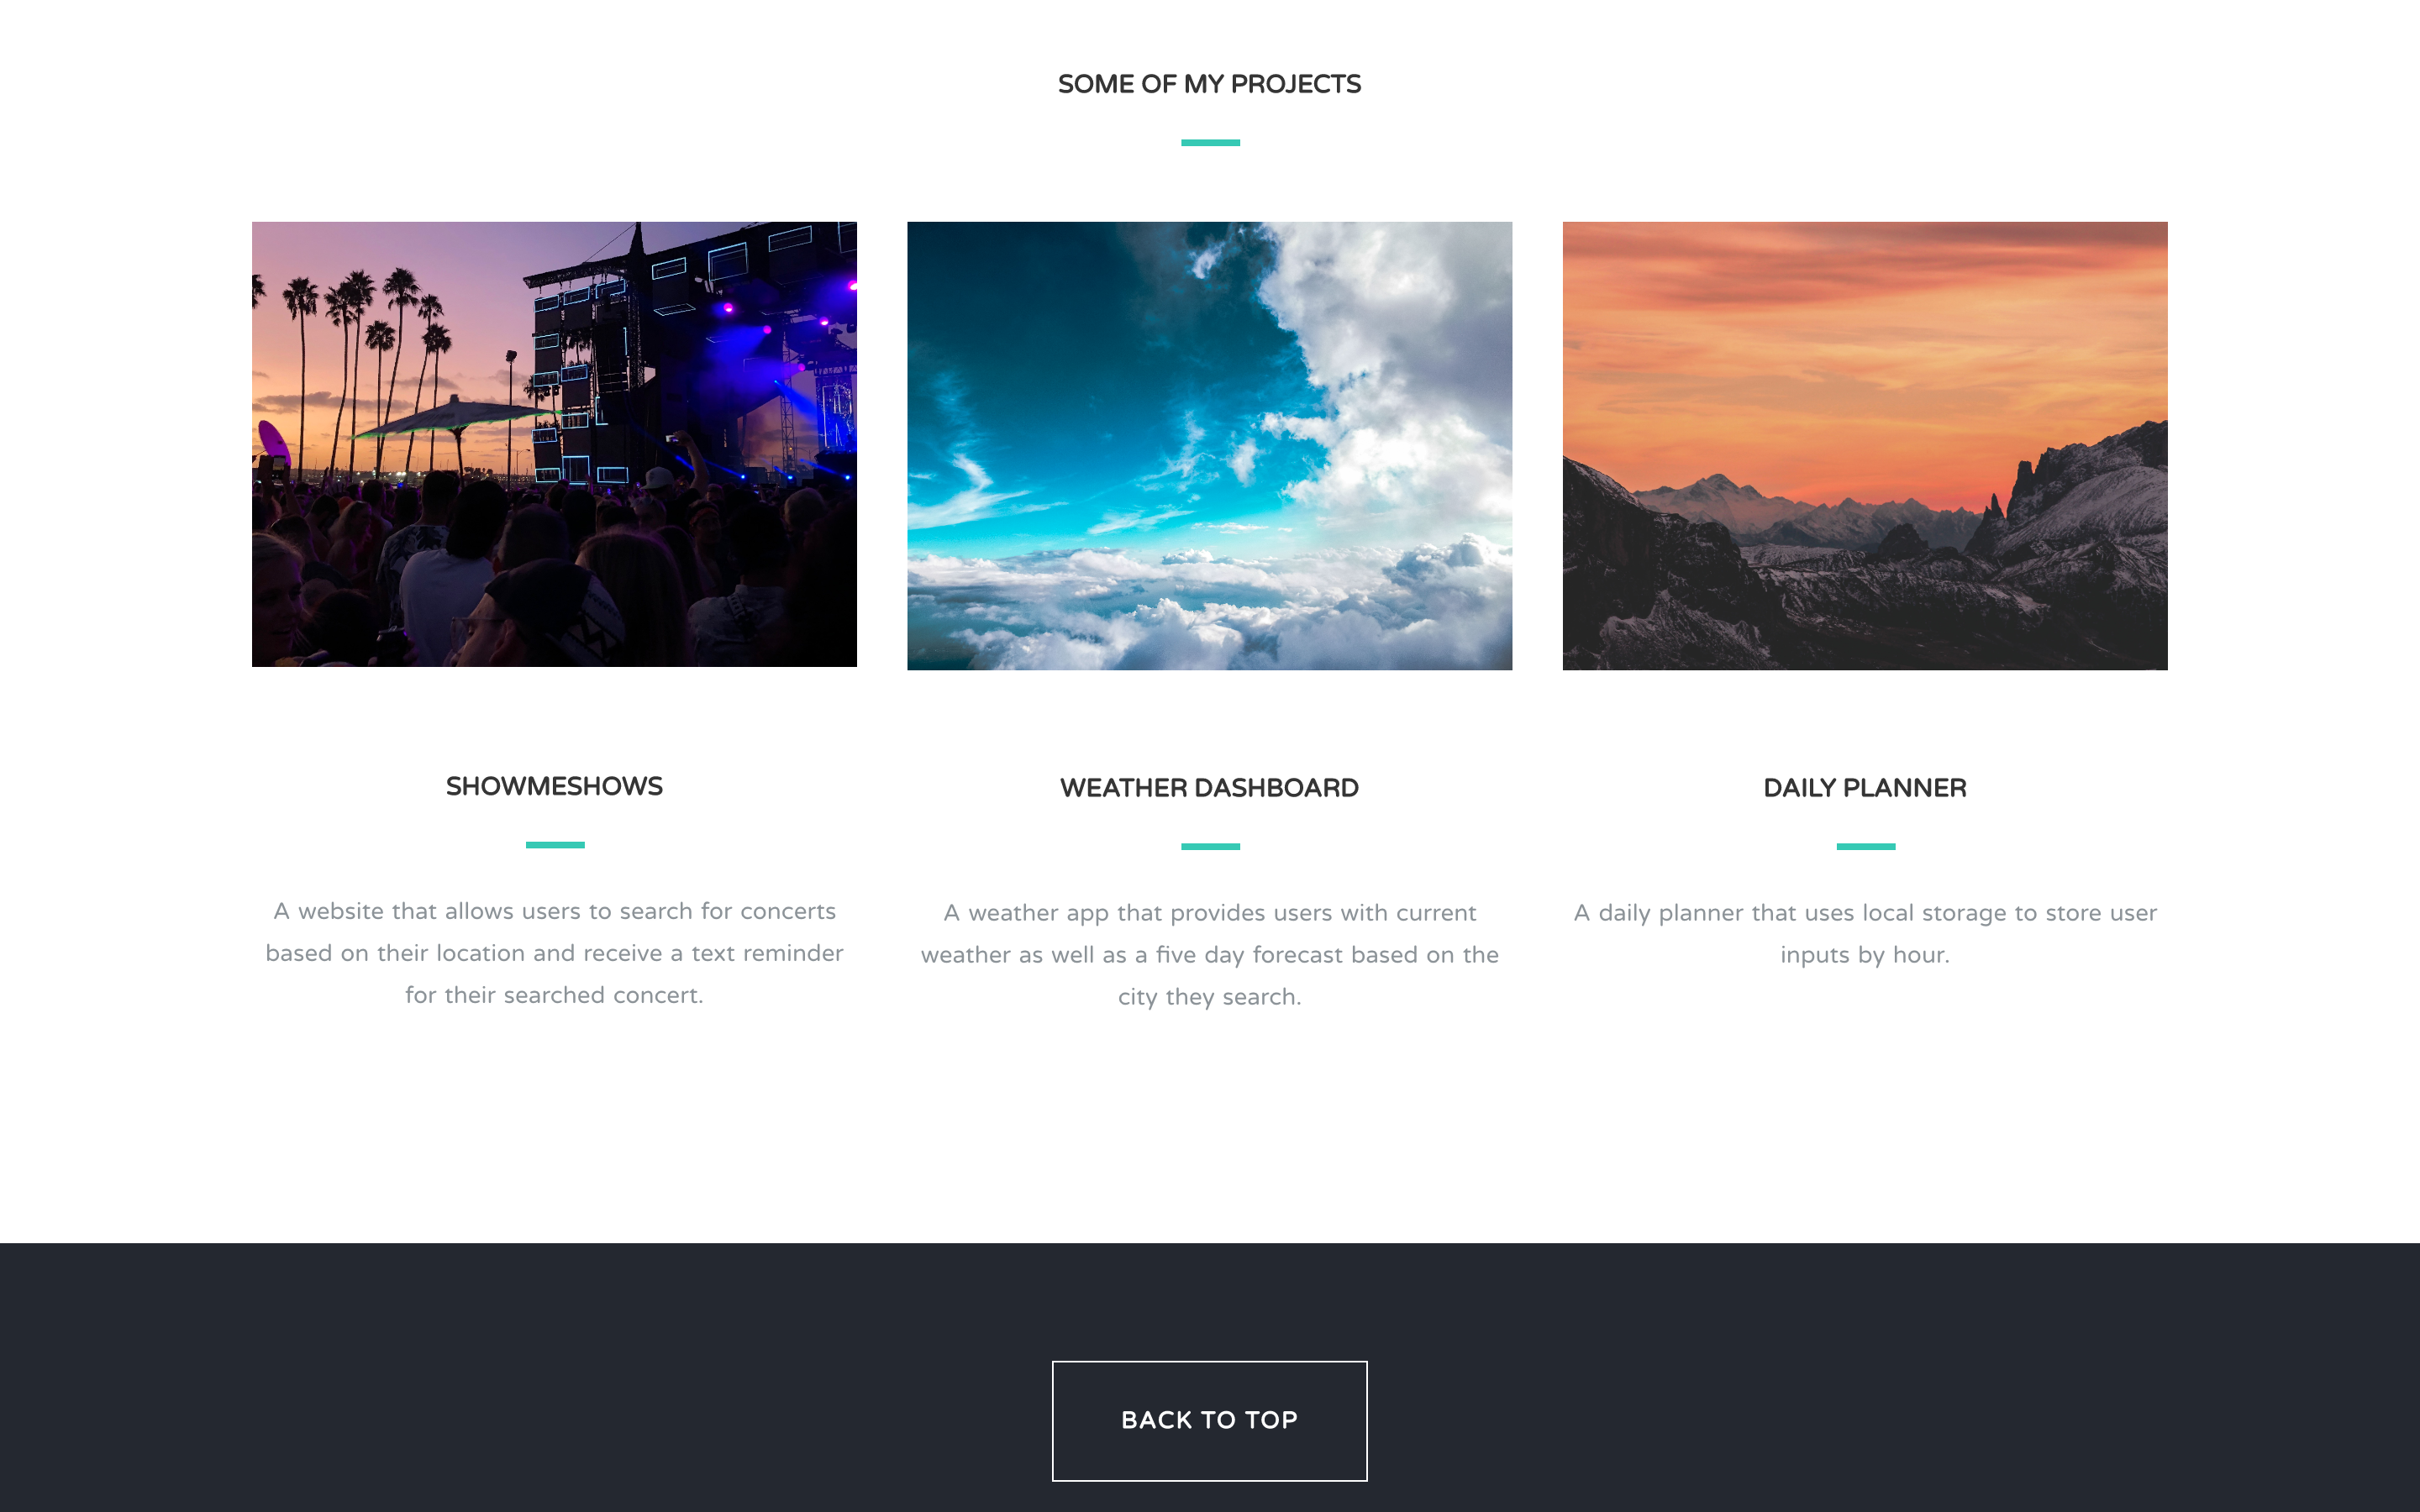 SOME OF MY PROJECTS
SHOWMESHOWS
A website that allows users to search for concerts
based on their location and receive a text reminder
for their searched concert.
WEATHER DASHBOARD
A weather app that provides users with current
weather as well as a five day forecast based on the
city they search.
DAILY PLANNER
A daily planner that uses local storage to store user
inputs by hour.
BACK TO TOP